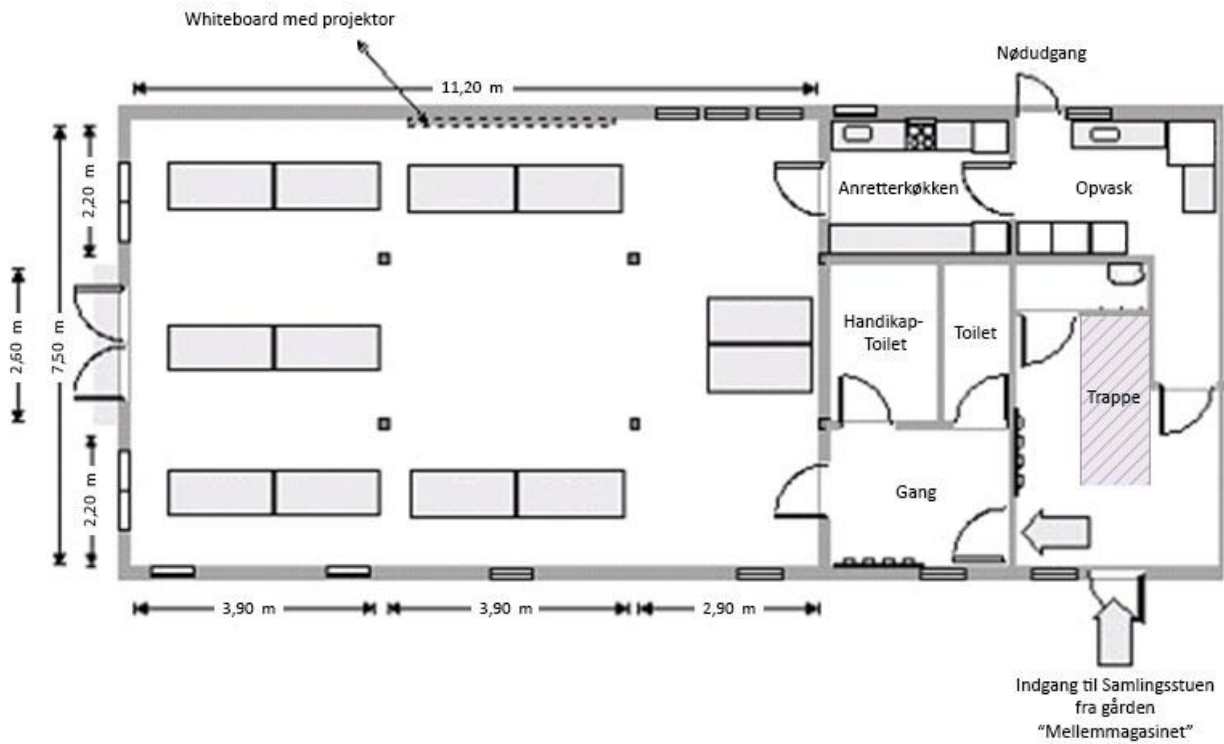 Whiteboard med projektor
Nødudgang
11,20 m
2,20 m
Anretterkøkken
Opvask
2,60 m
7,50 m
Handikap-
Toilet
Toilet
Trappe
2,20 m
Gang
3,90 m
3,90 m
2,90 m
Indgang til Samlingsstuen
fra gården
“Mellemmagasinet”